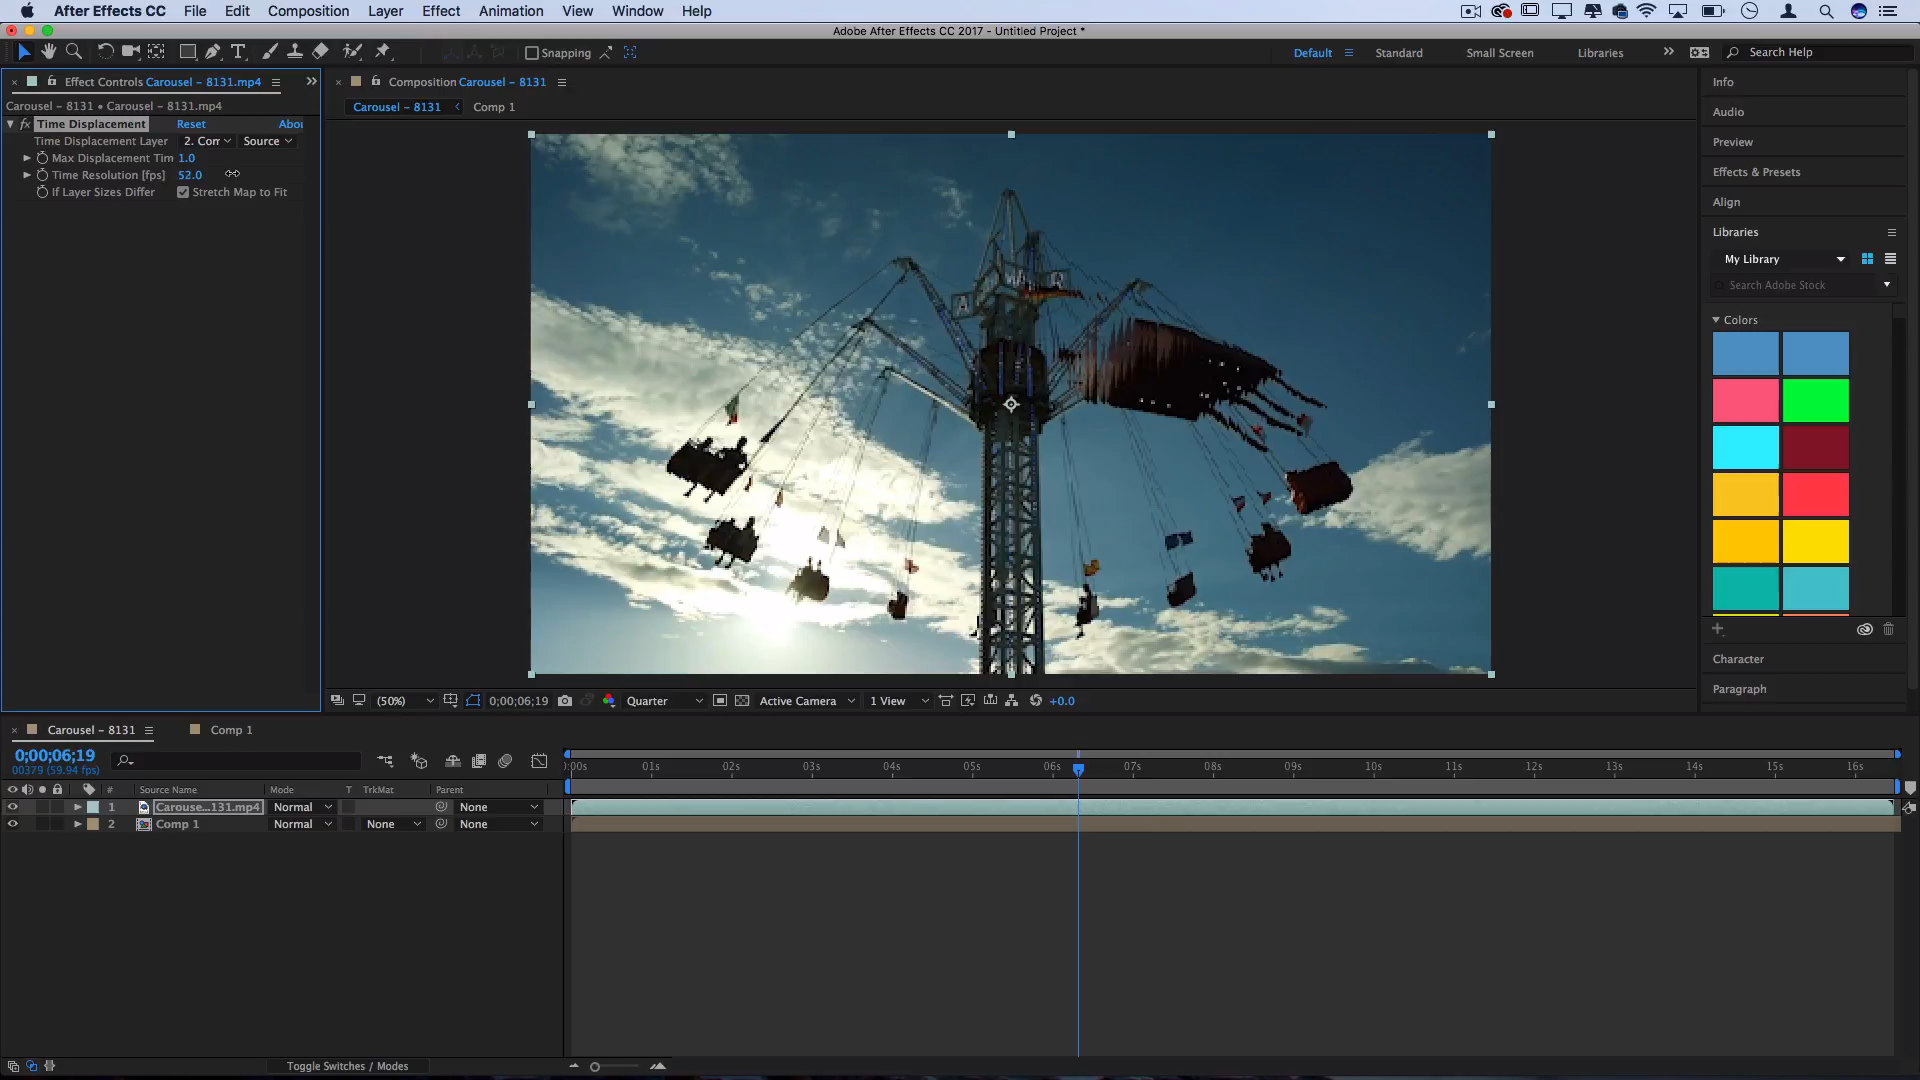 After Effects CC File Edit Composition Layer Effect Animation View Window Help
Adobe After Effects CC 2017 - Untitled Project *
Snapping Default Standard Small Screen Libraries Search Help
Effect Controls Carousel - 8131.mp4
Carousel - 8131 • Carousel - 8131.mp4
fx Time Displacement Reset Abou
Time Displacement Layer 2. Com Source
Max Displacement Tim 1.0
Time Resolution [fps] 52.0
If Layer Sizes Differ Stretch Map to Fit
Composition Carousel - 8131
Carousel - 8131 Comp 1
(50%) 0;00;06;19 Quarter Active Camera 1 View +0.0
Info
Audio
Preview
Effects & Presets
Align
Libraries
My Library
Search Adobe Stock
Colors
Character
Paragraph
Carousel - 8131 Comp 1
0;00;06;19
00379 (59.94 fps)
:00s 01s 02s 03s 04s 05s 06s 07s 08s 09s 10s 11s 12s 13s 14s 15s 16s
# Source Name Mode T TrkMat Parent
1 Carouse...131.mp4 Normal None
2 Comp 1 Normal None None
Toggle Switches / Modes